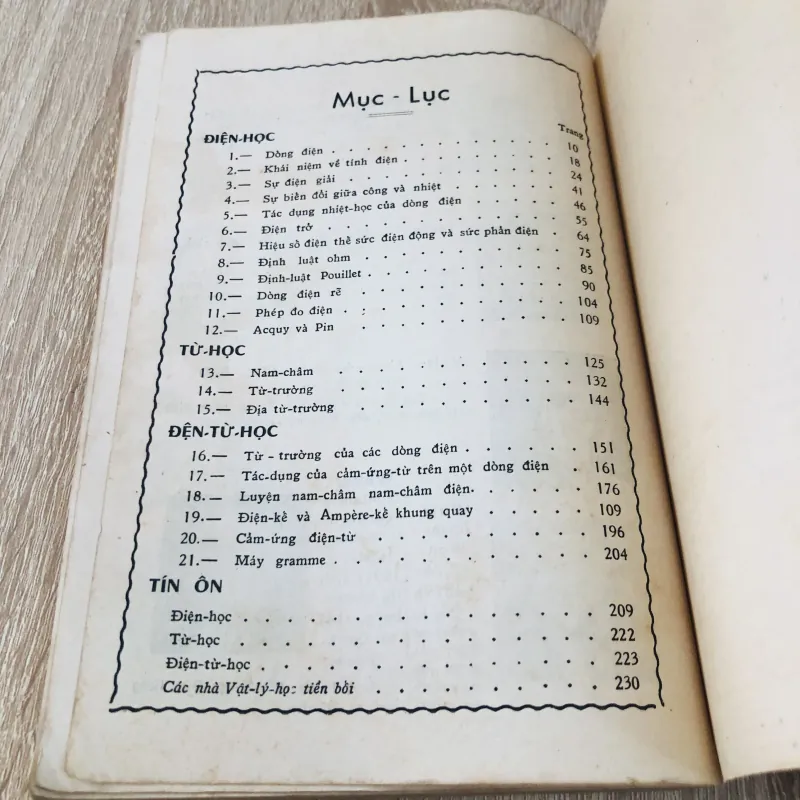 Mục - Lục
Trang
ĐIỆN-HỌC
1.— Dòng điện . . . . . . . . . . . 10
2.— Khái niệm về tính điện . . . . . . . . 18
3.— Sự điện giải . . . . . . . . . . 24
4.— Sự biến đổi giữa công và nhiệt . . . . . . 41
5.— Tác dụng nhiệt-học của dòng điện . . . . . 46
6.— Điện trở . . . . . . . . . . . 55
7.— Hiệu số điện thế sức điện động và sức phản điện . 64
8.— Định luật ohm . . . . . . . . . . 75
9.— Định-luật Pouillet . . . . . . . . . 85
10.— Dòng điện rẽ . . . . . . . . . . 90
11.— Phép đo điện . . . . . . . . . . 104
12.— Acquy và Pin . . . . . . . . . . 109
TỪ-HỌC
13.— Nam-châm . . . . . . . . . . . 125
14.— Từ-trường . . . . . . . . . . . 132
15.— Địa từ-trường . . . . . . . . . 144
ĐỆN-TỪ-HỌC
16.— Từ - trường của các dòng điện . . . . . . 151
17.— Tác-dụng của cảm-ứng-từ trên một dòng điện . 161
18.— Luyện nam-châm nam-châm điện. . . . . . 176
19.— Điện-kế và Ampère-kế khung quay . . . . . 109
20.— Cảm-ứng điện-từ . . . . . . . . . 196
21.— Máy gramme . . . . . . . . . . 204
TÍN ÔN
Điện-học . . . . . . . . . . . . . 209
Từ-học . . . . . . . . . . . . . 222
Điện-từ-học . . . . . . . . . . . . 223
Các nhà Vật-lý-họ: tiền bối . . . . . . . . 230